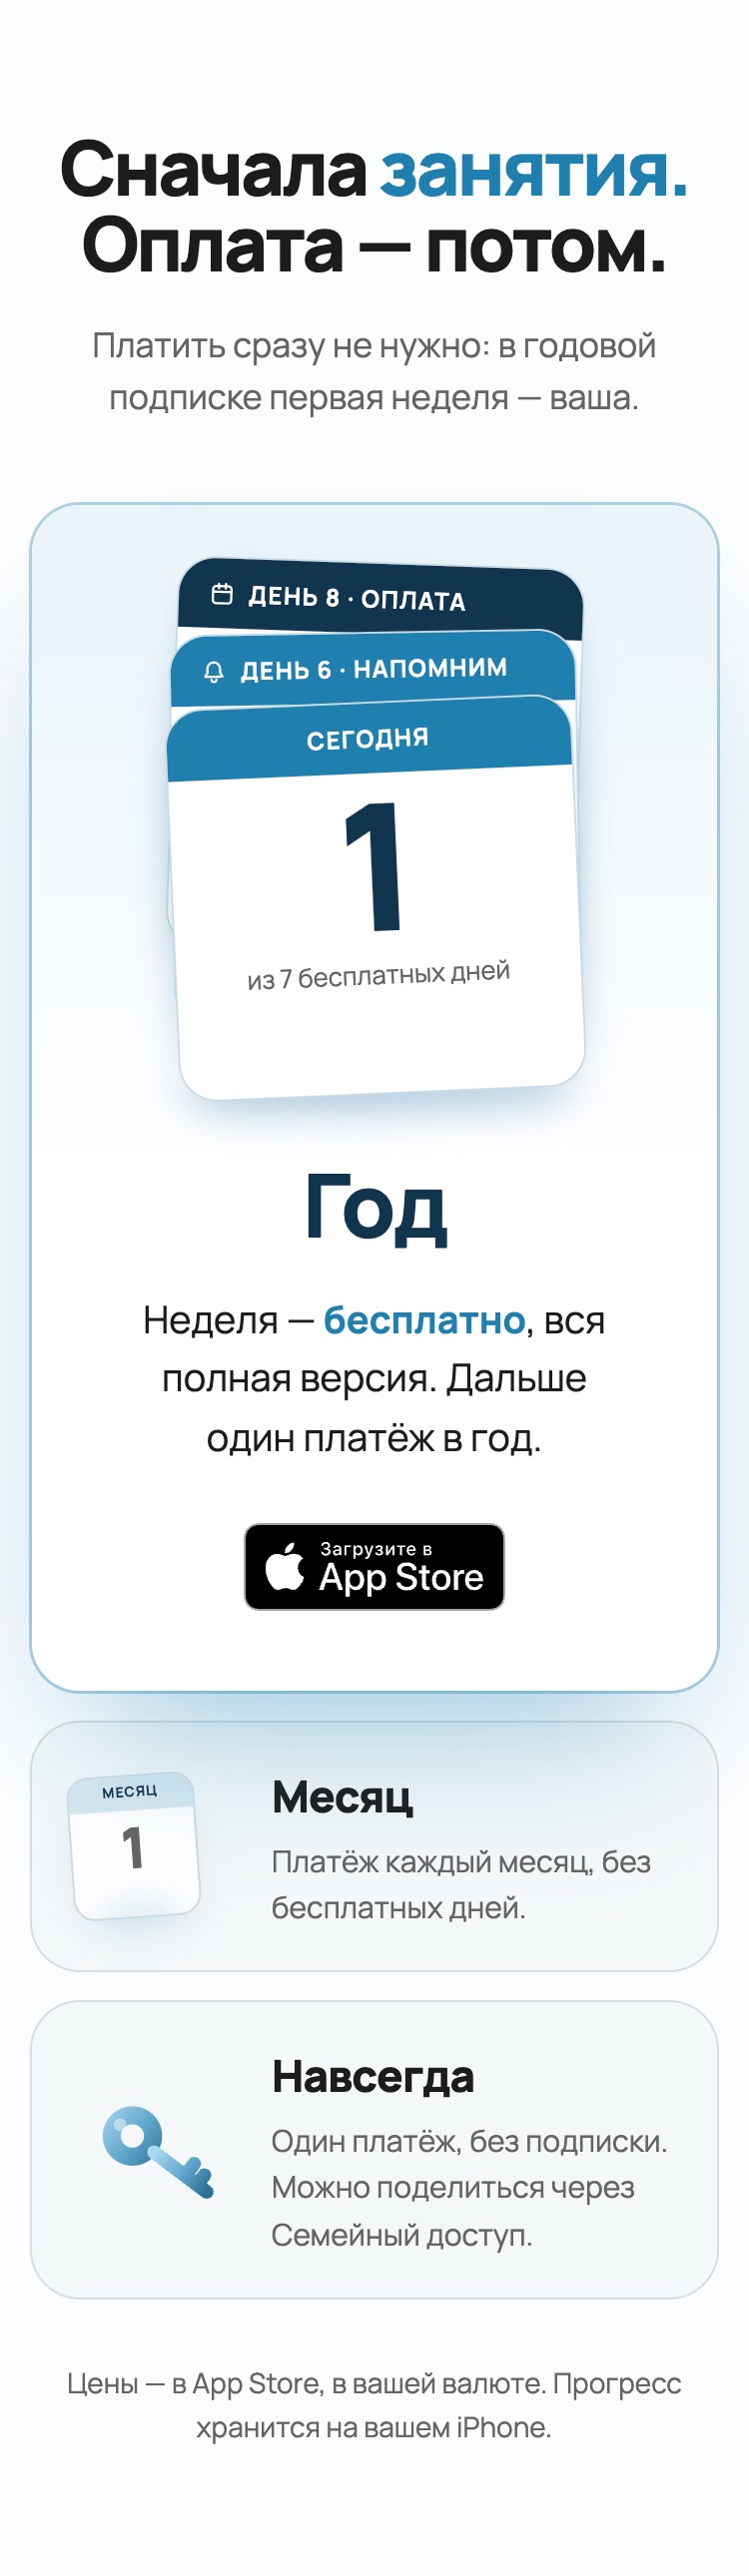 Сначала занятия.
Оплата — потом.
Платить сразу не нужно: в годовой
подписке первая неделя — ваша.
ДЕНЬ 8 · ОПЛАТА
ДЕНЬ 6 · НАПОМНИМ
СЕГОДНЯ
1
из 7 бесплатных дней
Год
Неделя — бесплатно, вся
полная версия. Дальше
один платёж в год.
Загрузите в
App Store
МЕСЯЦ
1
Месяц
Платёж каждый месяц, без
бесплатных дней.
Навсегда
Один платёж, без подписки.
Можно поделиться через
Семейный доступ.
Цены — в App Store, в вашей валюте. Прогресс
хранится на вашем iPhone.